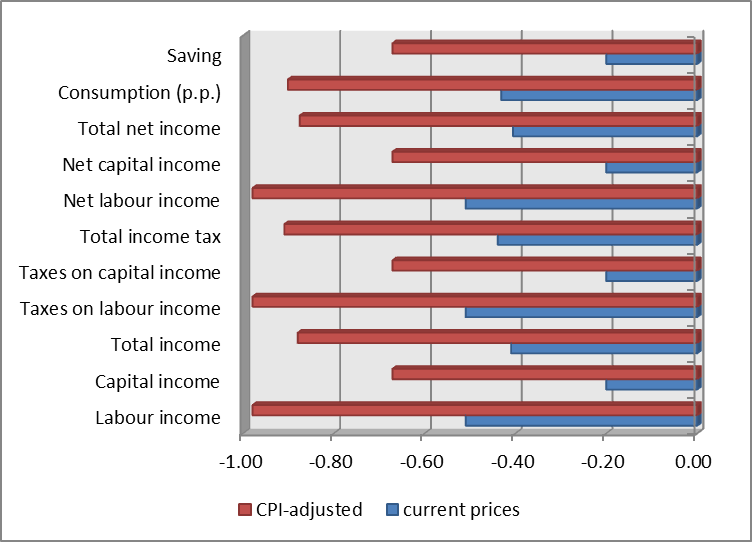 Saving
Consumption (p.p.)
Total net income
Net capital income
Net labour income
Total income tax
Taxes on capital income
Taxes on labour income
Total income
Capital income
Labour income
-1.00 -0.80 -0.60 -0.40 -0.20 0.00
CPI-adjusted current prices